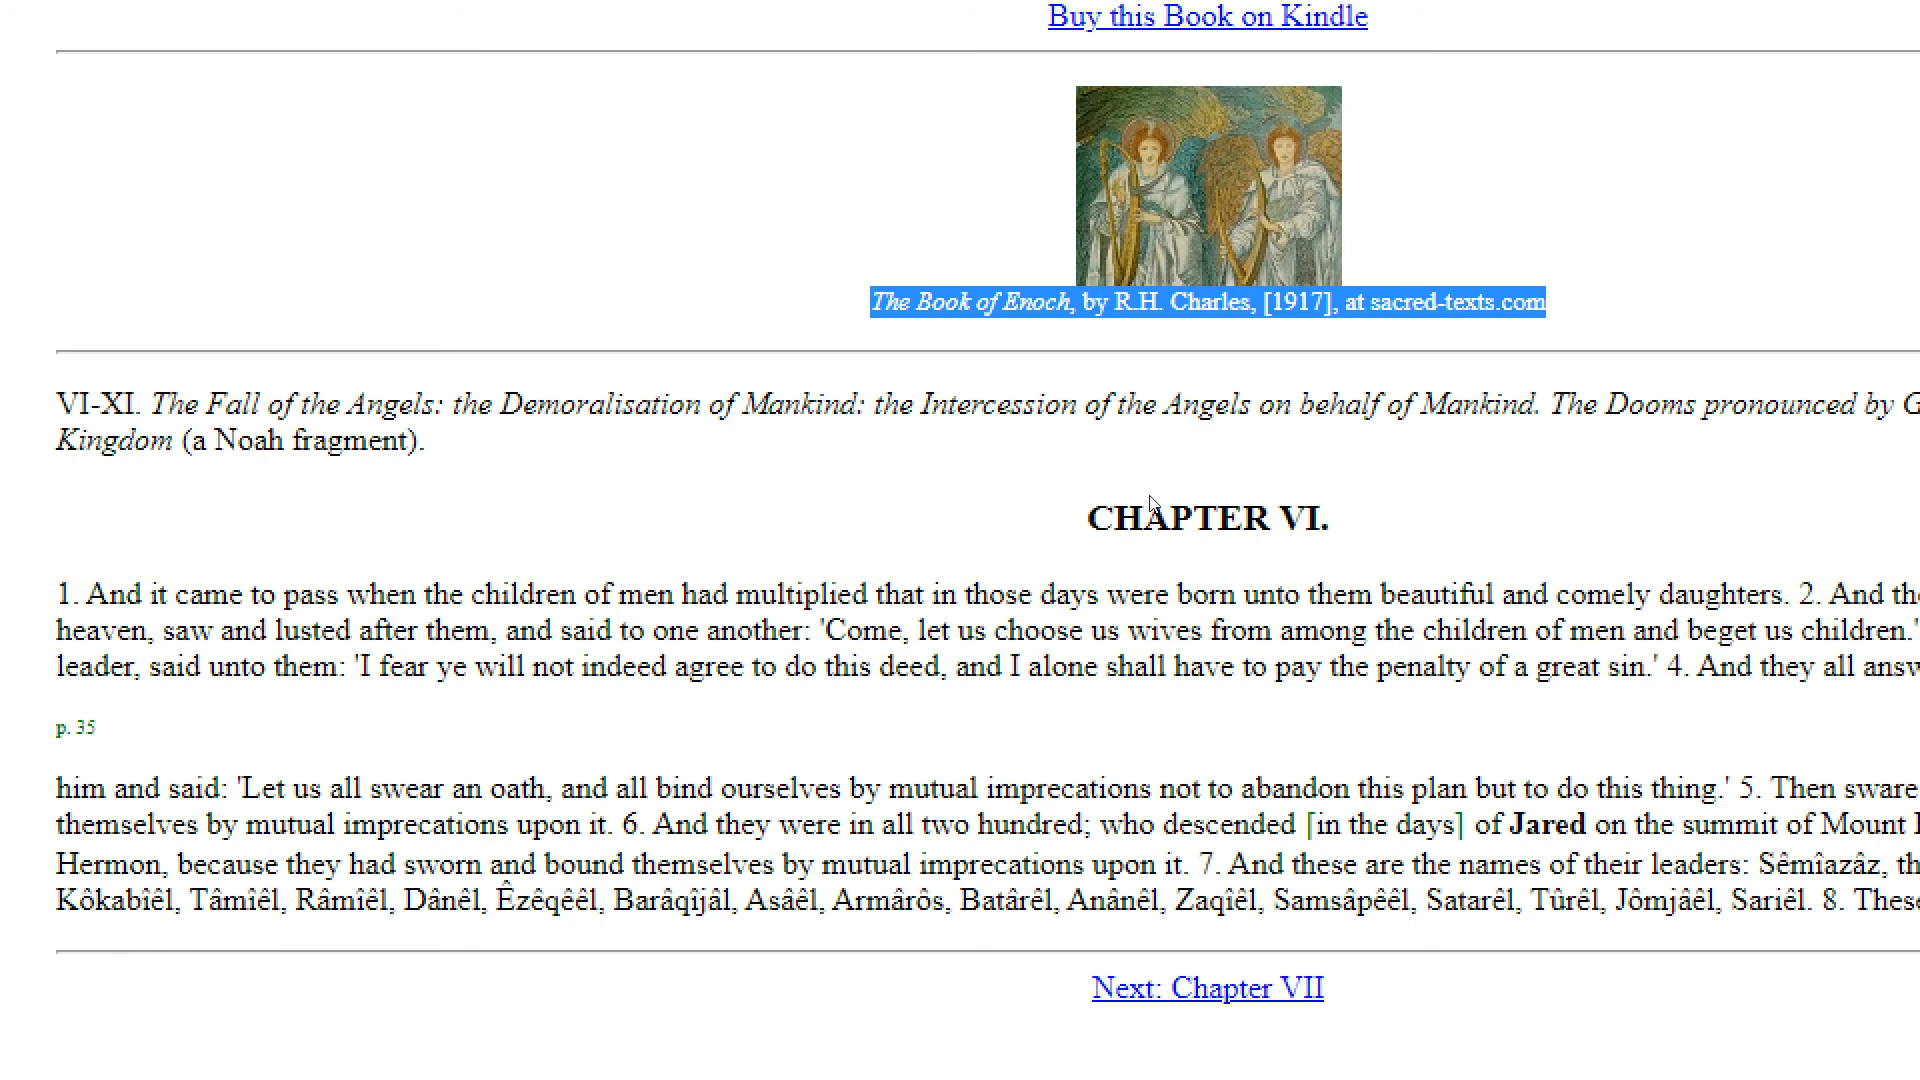 Buy this Book on Kindle
The Book of Enoch, by R.H. Charles, [1917], at sacred-texts.com
VI-XI. The Fall of the Angels: the Demoralisation of Mankind: the Intercession of the Angels on behalf of Mankind. The Dooms pronounced by G
Kingdom (a Noah fragment).
CHAPTER VI.
1. And it came to pass when the children of men had multiplied that in those days were born unto them beautiful and comely daughters. 2. And the
heaven, saw and lusted after them, and said to one another: 'Come, let us choose us wives from among the children of men and beget us children.'
leader, said unto them: 'I fear ye will not indeed agree to do this deed, and I alone shall have to pay the penalty of a great sin.' 4. And they all answ
p. 35
him and said: 'Let us all swear an oath, and all bind ourselves by mutual imprecations not to abandon this plan but to do this thing.' 5. Then sware
themselves by mutual imprecations upon it. 6. And they were in all two hundred; who descended ⌈in the days⌉ of Jared on the summit of Mount
Hermon, because they had sworn and bound themselves by mutual imprecations upon it. 7. And these are the names of their leaders: Sêmîazâz, th
Kôkabîêl, Tâmîêl, Râmîêl, Dânêl, Êzêqêêl, Barâqîjâl, Asâêl, Armârôs, Batârêl, Anânêl, Zaqîêl, Samsâpêêl, Satarêl, Tûrêl, Jômjâêl, Sariêl. 8. These
Next: Chapter VII